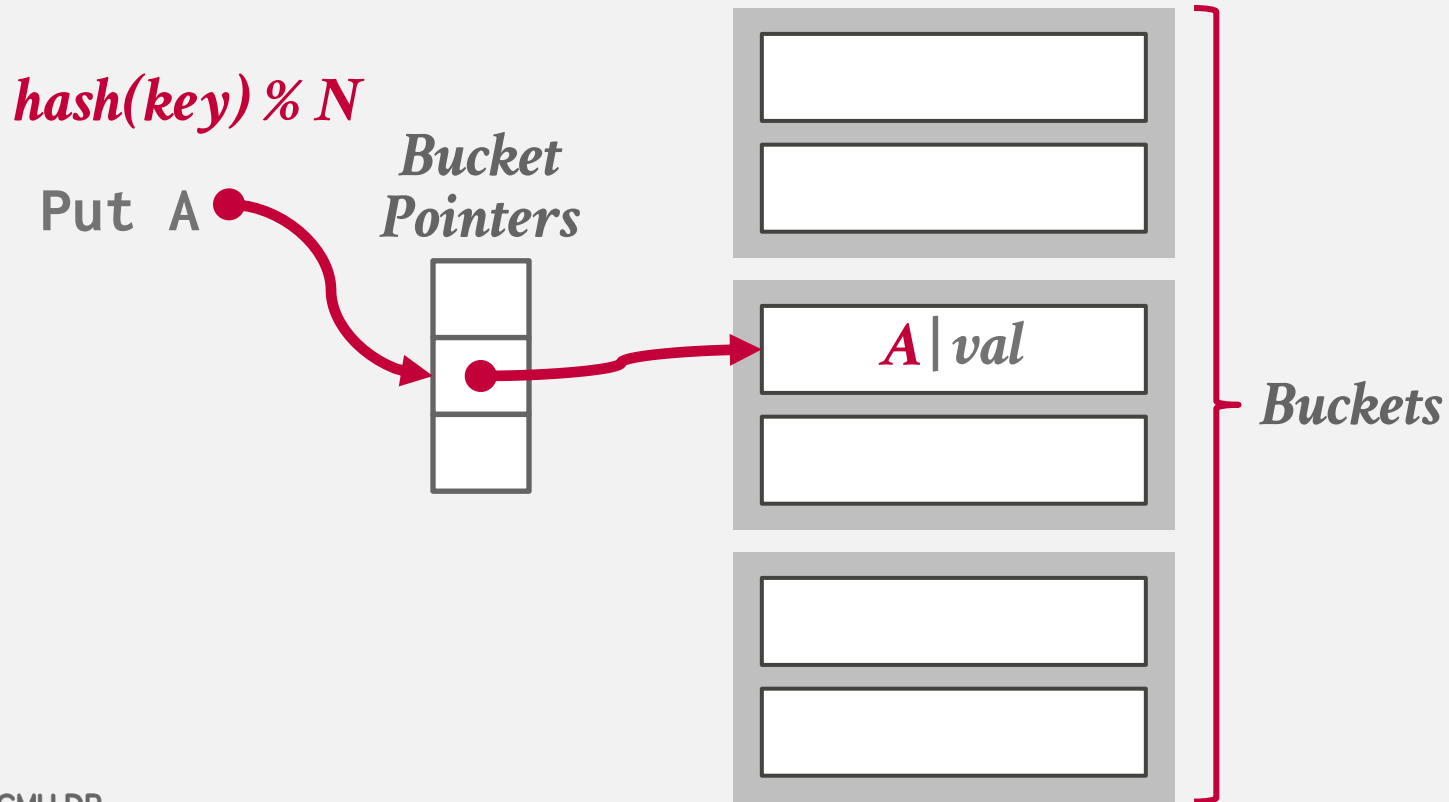 hash(key) % N
Put A
Bucket
Pointers
A|val
Buckets